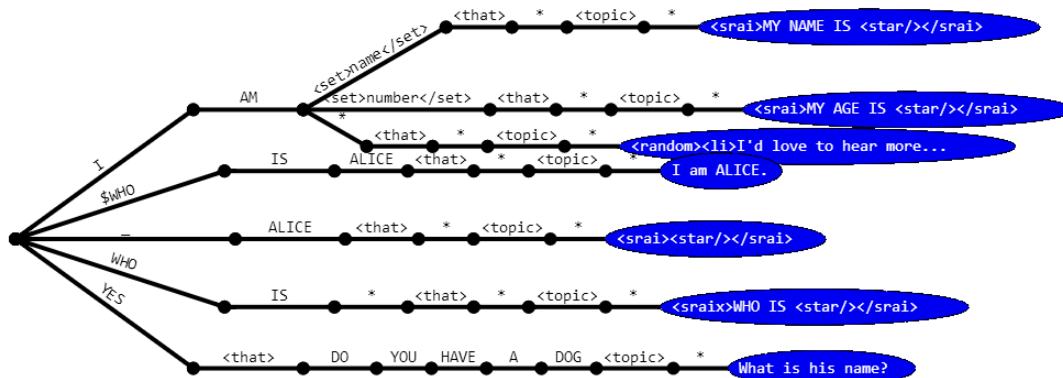 <that> * <topic> * <srai>MY NAME IS <star/></srai>
<set>name</set>
I AM <set>number</set> <that> * <topic> * <srai>MY AGE IS <star/></srai>
* <that> * <topic> * <random><li>I'd love to hear more...
$WHO IS ALICE <that> * <topic> * I am ALICE.
_ ALICE <that> * <topic> * <srai><star/></srai>
WHO IS * <that> * <topic> * <sraix>WHO IS <star/></srai>
YES <that> DO YOU HAVE A DOG <topic> * What is his name?